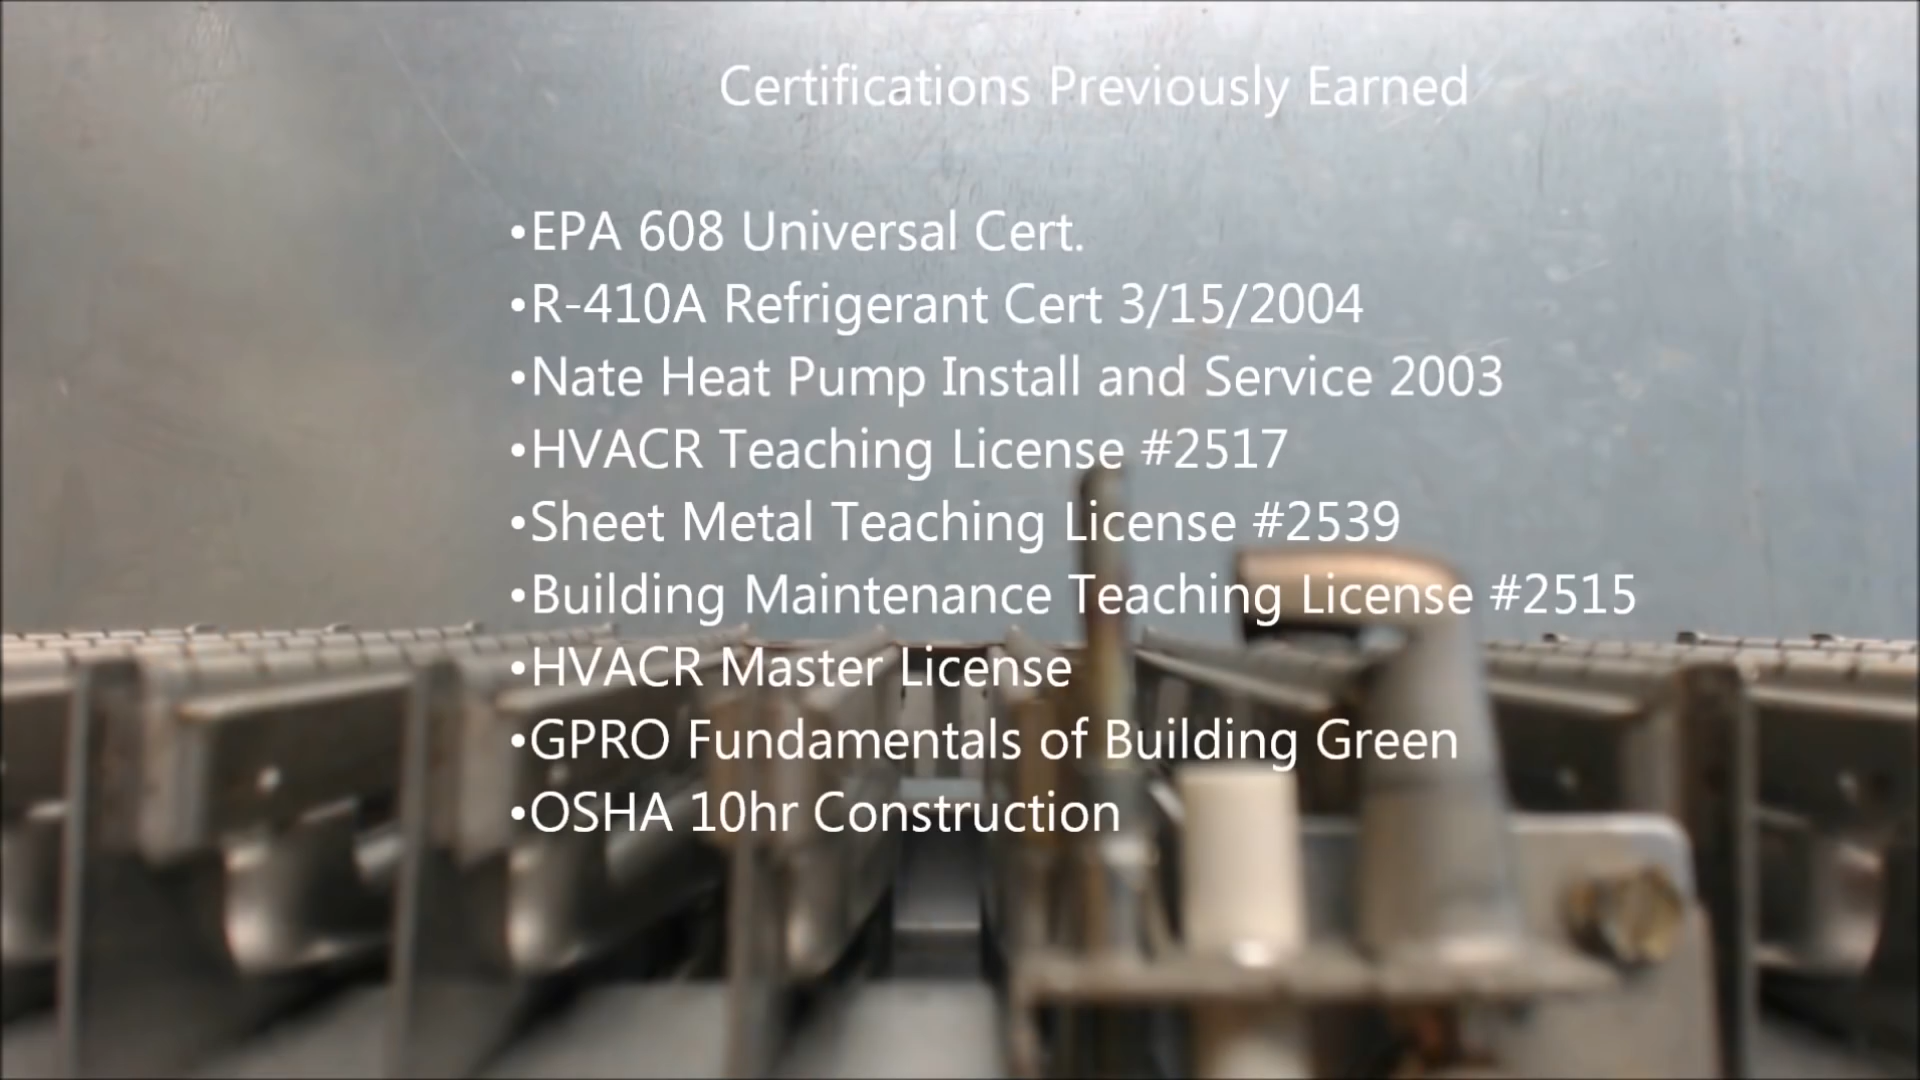 Certifications Previously Earned
•EPA 608 Universal Cert.
•R-410A Refrigerant Cert 3/15/2004
•Nate Heat Pump Install and Service 2003
•HVACR Teaching License #2517
•Sheet Metal Teaching License #2539
•Building Maintenance Teaching License #2515
•HVACR Master License
•GPRO Fundamentals of Building Green
•OSHA 10hr Construction